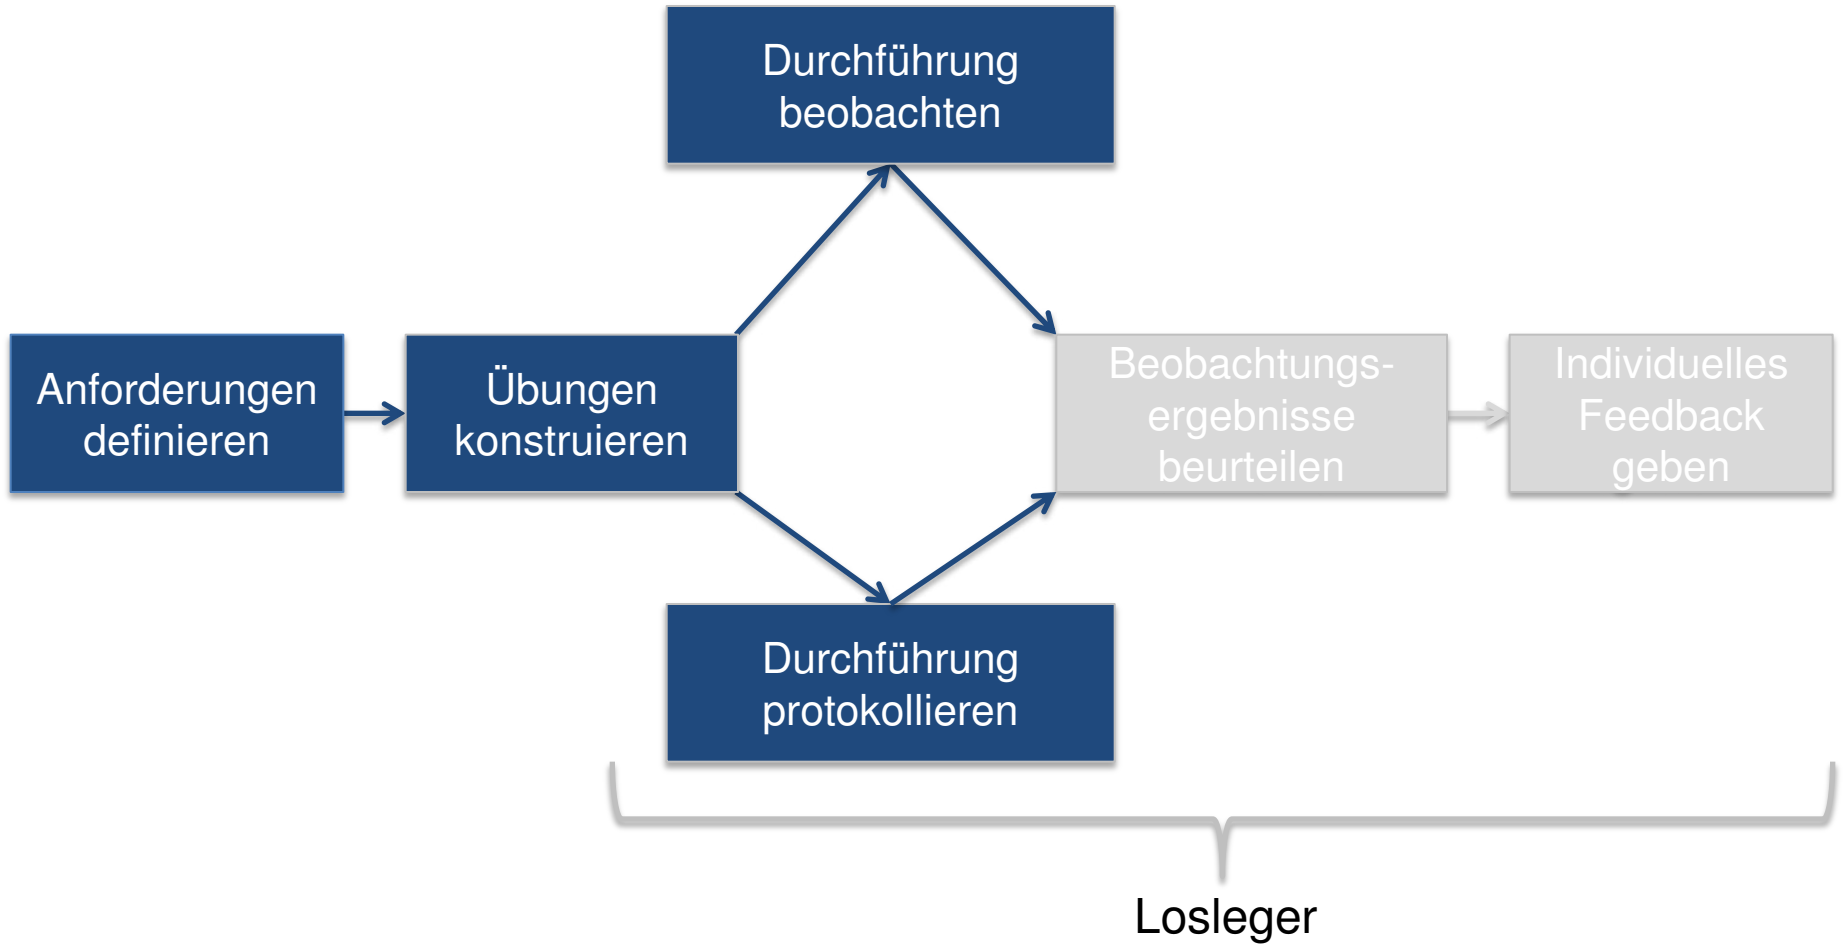 Durchführung
beobachten
Anforderungen
definieren
Übungen
konstruieren
Beobachtungs-
ergebnisse
beurteilen
Individuelles
Feedback
geben
Durchführung
protokollieren
Losleger